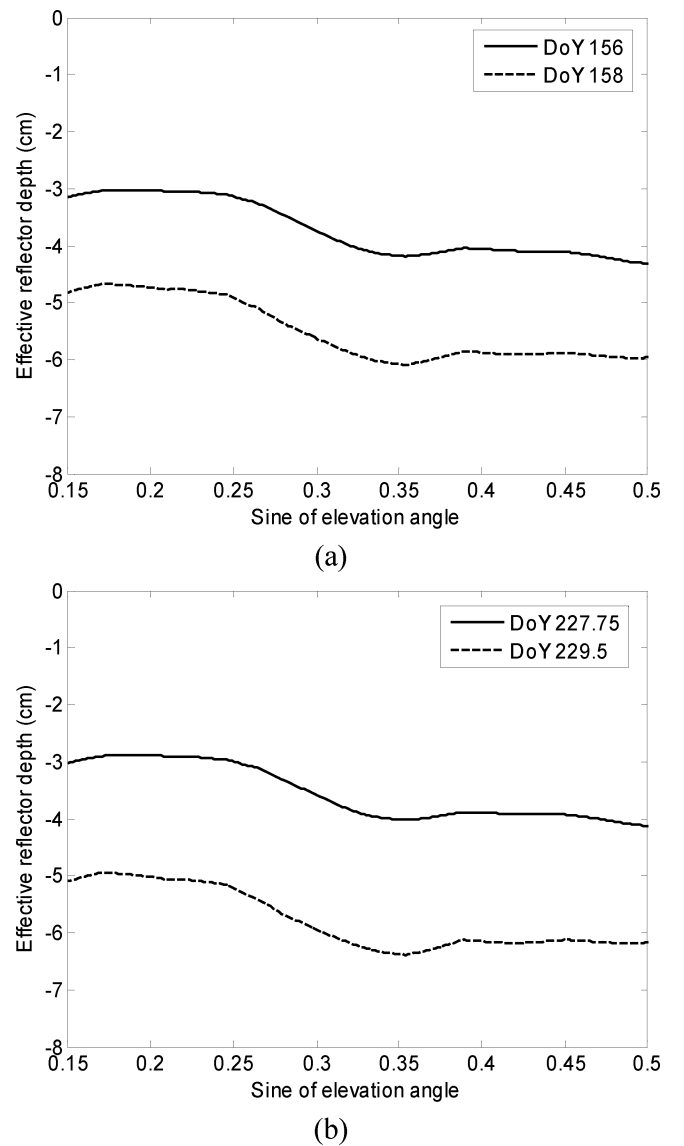 0
-1
-2
-3
-4
-5
-6
-7
-8
Effective reflector depth (cm)
DoY 156
DoY 158
0.15 0.2 0.25 0.3 0.35 0.4 0.45 0.5
Sine of elevation angle
(a)
0
-1
-2
-3
-4
-5
-6
-7
-8
Effective reflector depth (cm)
DoY 227.75
DoY 229.5
0.15 0.2 0.25 0.3 0.35 0.4 0.45 0.5
Sine of elevation angle
(b)